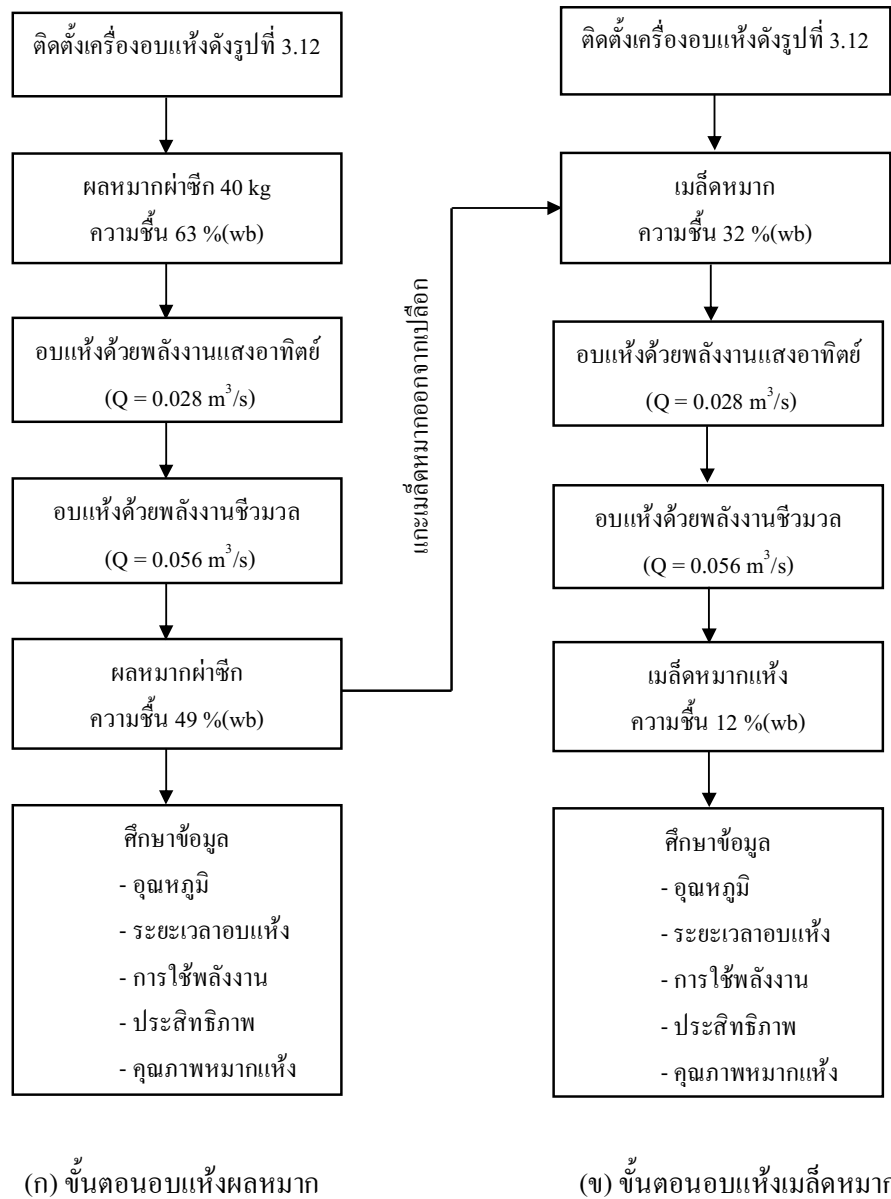 ติดตั้งเครื่องอบแห้งดังรูปที่ 3.12
ผลหมากผ่าซีก 40 kg
ความชื้น 63 %(wb)
อบแห้งด้วยพลังงานแสงอาทิตย์
(Q = 0.028 m³/s)
อบแห้งด้วยพลังงานชีวมวล
(Q = 0.056 m³/s)
ผลหมากผ่าซีก
ความชื้น 49 %(wb)
ศึกษาข้อมูล
- อุณหภูมิ
- ระยะเวลาอบแห้ง
- การใช้พลังงาน
- ประสิทธิภาพ
- คุณภาพหมากแห้ง
(ก) ขั้นตอนอบแห้งผลหมาก
แกะเมล็ดหมากออกจากเปลือก
ติดตั้งเครื่องอบแห้งดังรูปที่ 3.12
เมล็ดหมาก
ความชื้น 32 %(wb)
อบแห้งด้วยพลังงานแสงอาทิตย์
(Q = 0.028 m³/s)
อบแห้งด้วยพลังงานชีวมวล
(Q = 0.056 m³/s)
เมล็ดหมากแห้ง
ความชื้น 12 %(wb)
ศึกษาข้อมูล
- อุณหภูมิ
- ระยะเวลาอบแห้ง
- การใช้พลังงาน
- ประสิทธิภาพ
- คุณภาพหมากแห้ง
(ข) ขั้นตอนอบแห้งเมล็ดหมาก